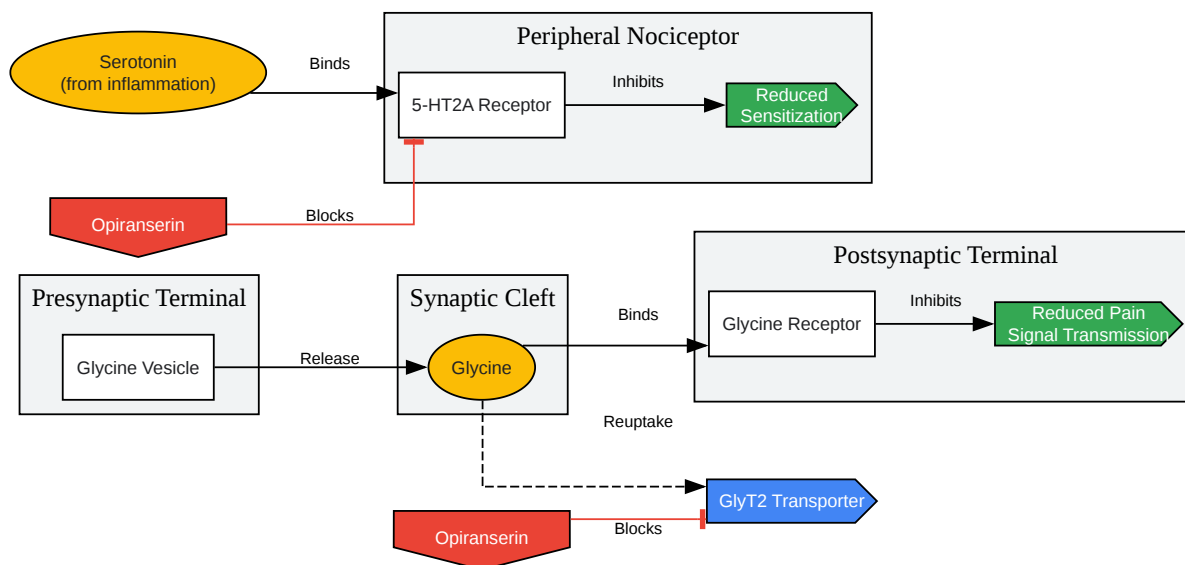 Peripheral Nociceptor
Serotonin
(from inflammation)
Binds
5-HT2A Receptor
Inhibits
Reduced
Sensitization
Opiranserin
Blocks
Presynaptic Terminal
Glycine Vesicle
Release
Synaptic Cleft
Glycine
Binds
Postsynaptic Terminal
Glycine Receptor
Inhibits
Reduced Pain
Signal Transmission
Reuptake
GlyT2 Transporter
Opiranserin
Blocks